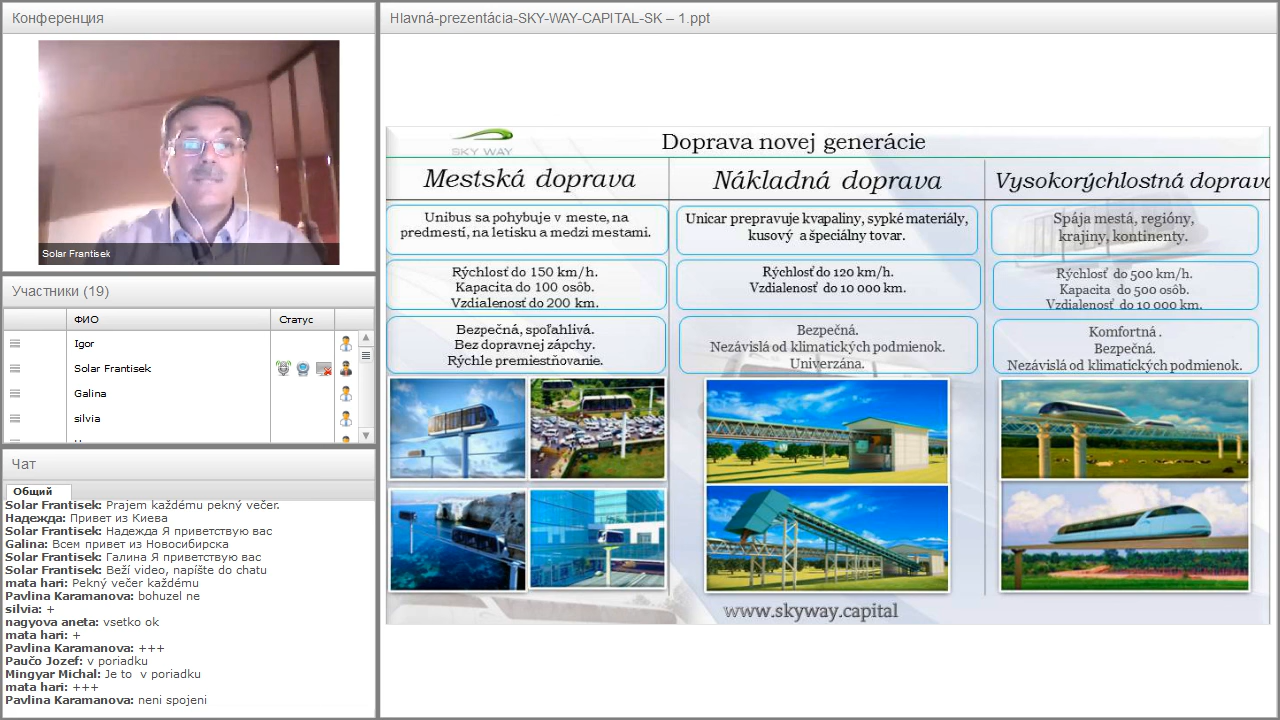 Конференция
Solar Frantisek
Участники (19)
ФИО
Статус
Igor
Solar Frantisek
Galina
silvia
Чат
Общий
Solar Frantisek: Prajem každému pekný večer.
Надежда: Привет из Киева
Solar Frantisek: Надежда Я приветствую вас
Galina: Всем привет из Новосибирска
Solar Frantisek: Галина Я приветствую вас
Solar Frantisek: Beží video, napíšte do chatu
mata hari: Pekný večer každému
Pavlina Karamanova: bohuzel ne
silvia: +
nagyova aneta: vsetko ok
mata hari: +
Pavlina Karamanova: +++
Paučo Jozef: v poriadku
Mingyar Michal: Je to v poriadku
mata hari: +++
Pavlina Karamanova: neni spojeni
Hlavná-prezentácia-SKY-WAY-CAPITAL-SK – 1.ppt
SKY WAY
Doprava novej generácie
Mestská doprava
Unibus sa pohybuje v meste, na
predmestí, na letisku a medzi mestami.
Rýchlosť do 150 km/h.
Kapacita do 100 osôb.
Vzdialenosť do 200 km.
Bezpečná, spoľahlivá.
Bez dopravnej zápchy.
Rýchle premiestňovanie.
Nákladná doprava
Unicar prepravuje kvapaliny, sypké materiály,
kusový a špeciálny tovar.
Rýchlosť do 120 km/h.
Vzdialenosť do 10 000 km.
Bezpečná.
Nezávislá od klimatických podmienok.
Univerzána.
Vysokorýchlostná doprava
Spája mestá, regióny,
krajiny, kontinenty.
Rýchlosť do 500 km/h.
Kapacita do 500 osôb.
Vzdialenosť do 10 000 km.
Komfortná .
Bezpečná.
Nezávislá od klimatických podmienok.
www.skyway.capital